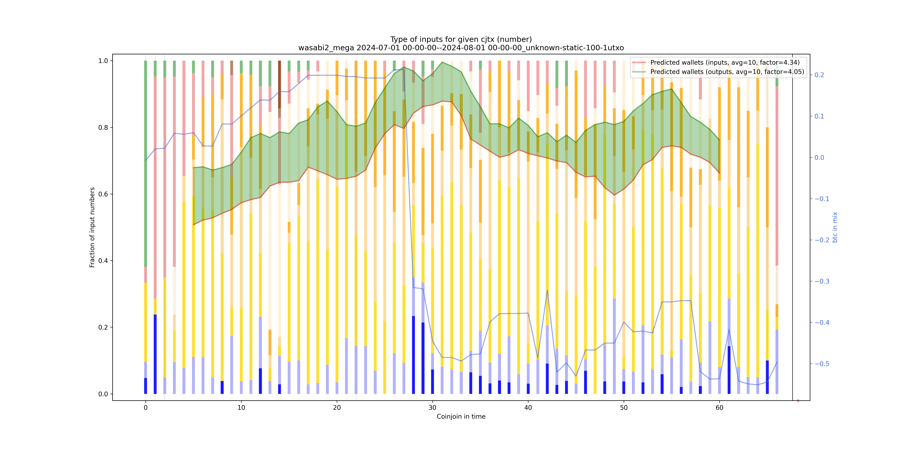 Type of inputs for given cjtx (number)
wasabi2_mega 2024-07-01 00-00-00--2024-08-01 00-00-00_unknown-static-100-1utxo
Predicted wallets (inputs, avg=10, factor=4.34)
Predicted wallets (outputs, avg=10, factor=4.05)
1.0
0.8
0.6
0.4
0.2
0.0
Fraction of input numbers
0.2
0.1
0.0
−0.1
−0.2
−0.3
−0.4
−0.5
btc in mix
0 10 20 30 40 50 60
Coinjoin in time